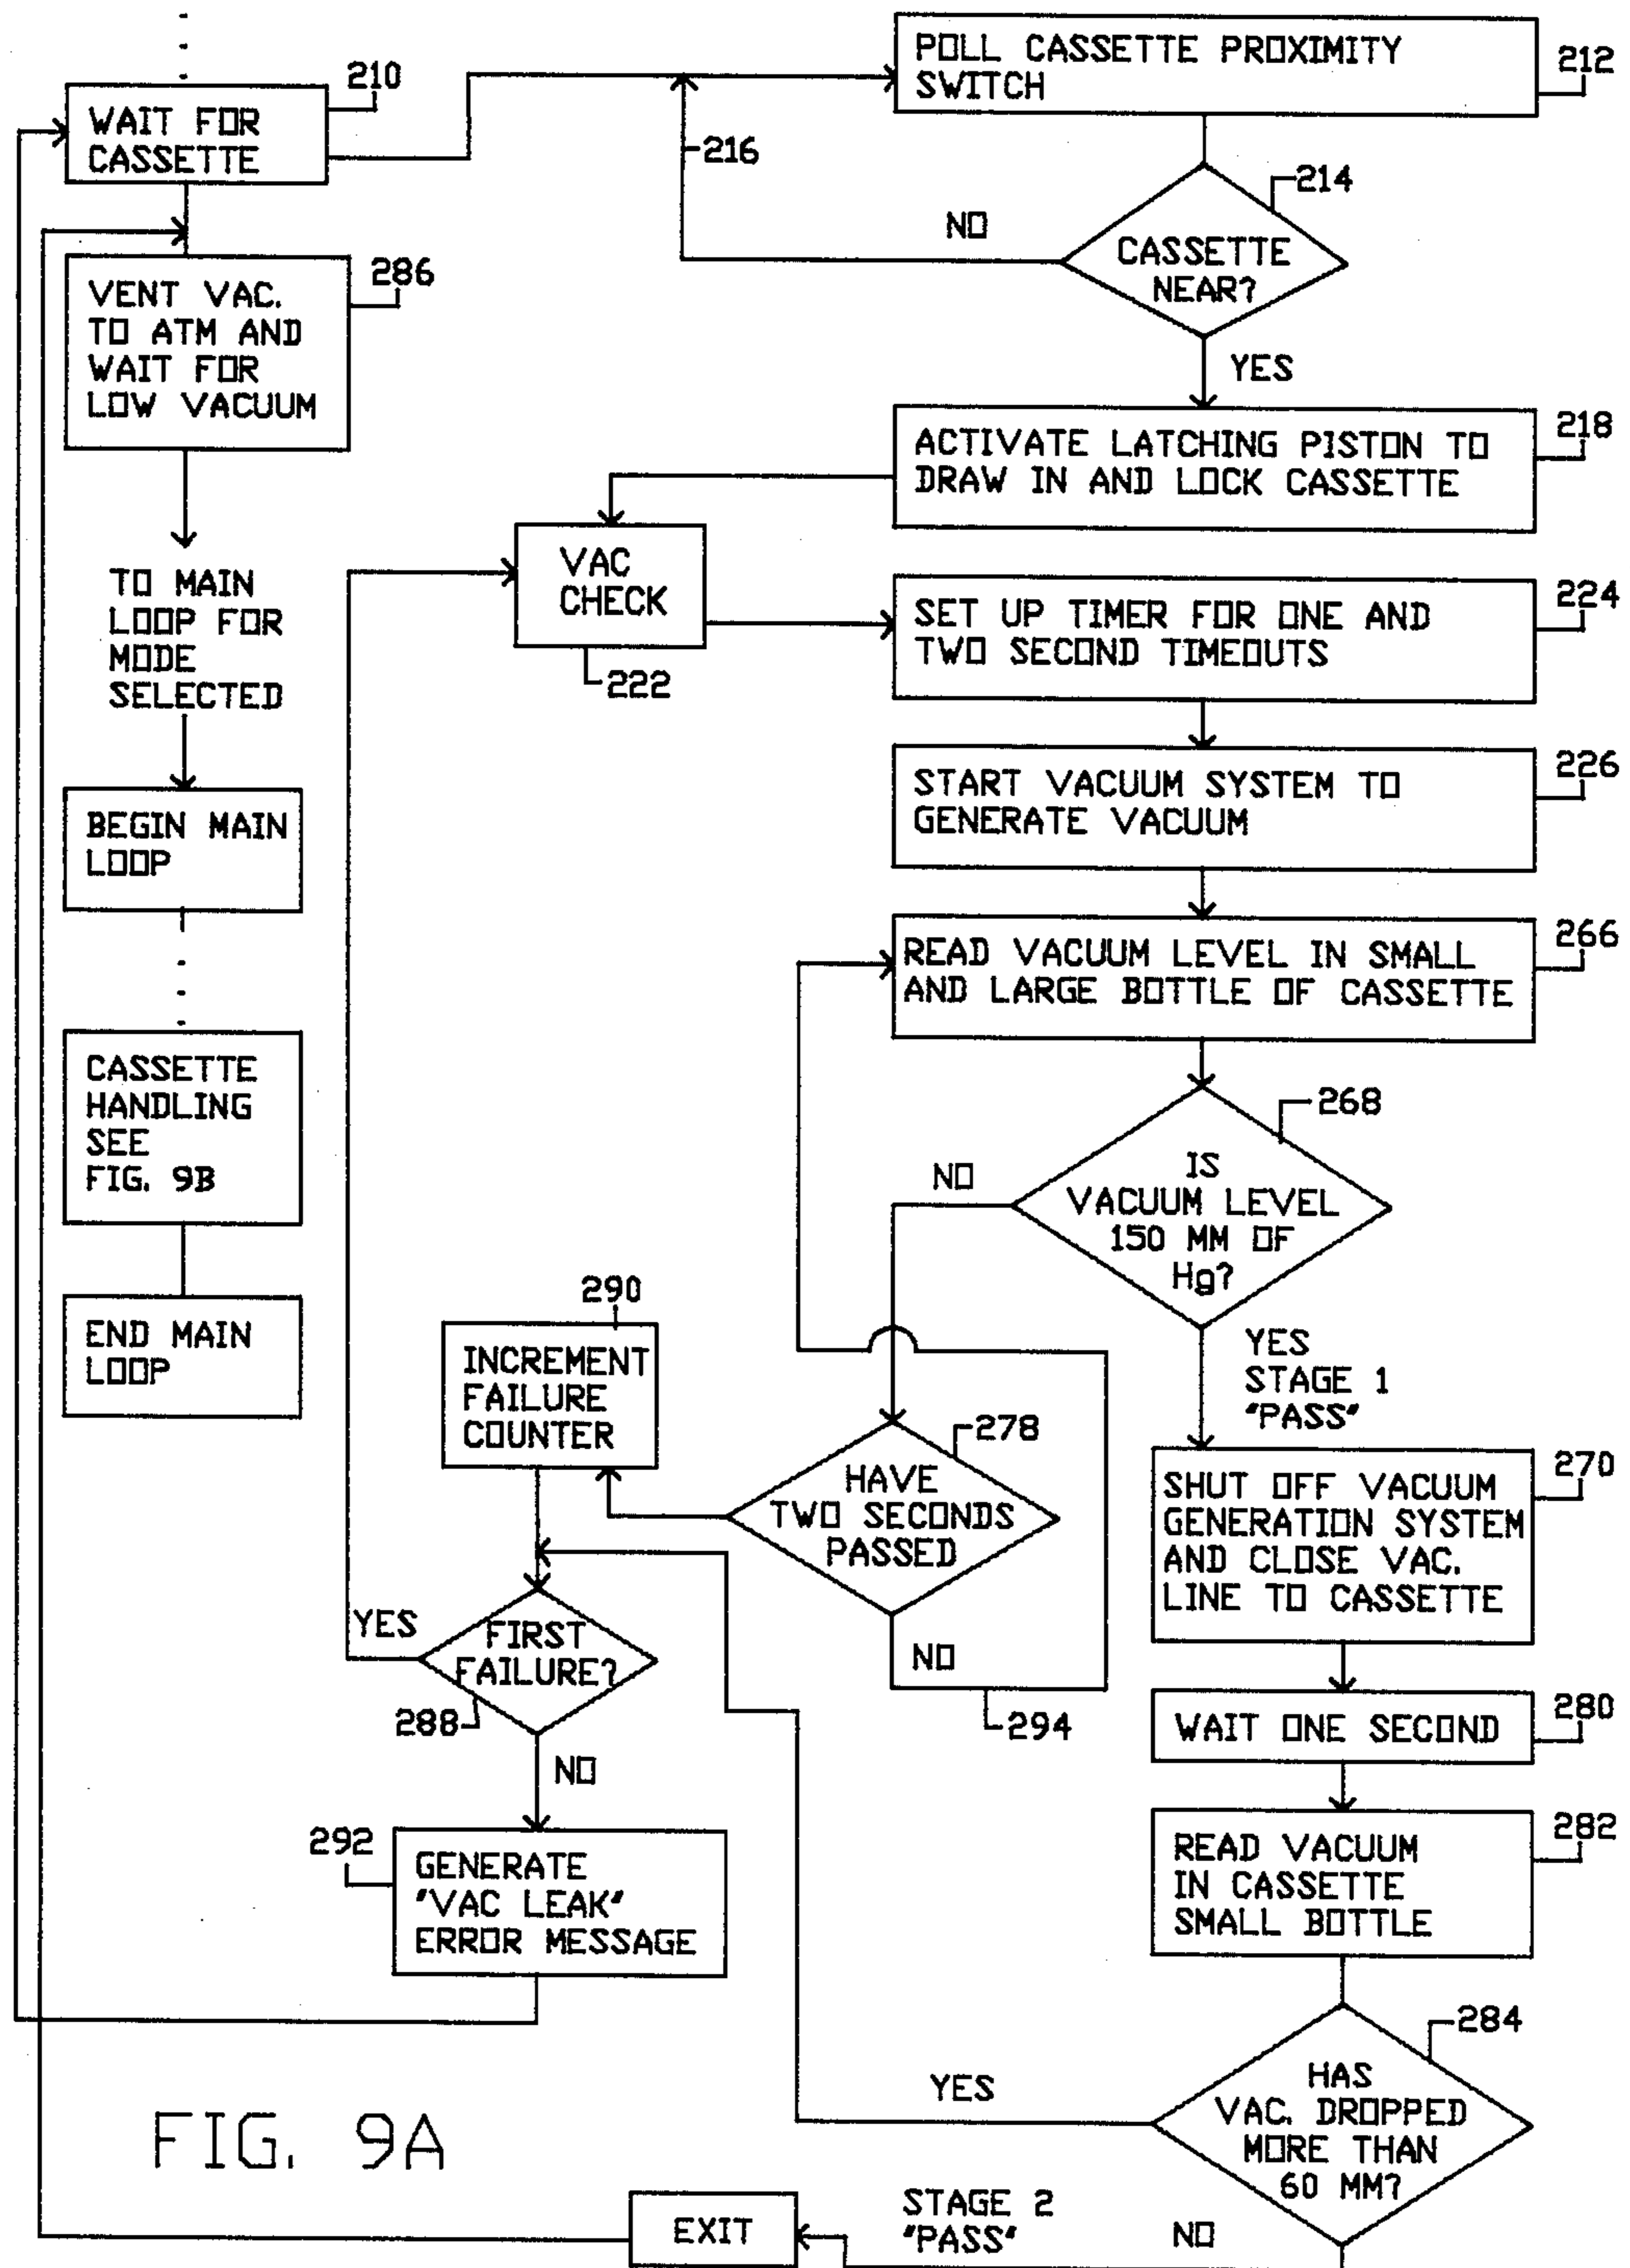 210
WAIT FOR
CASSETTE
POLL CASSETTE PROXIMITY
SWITCH
212
216
214
CASSETTE
NEAR?
NO
YES
286
VENT VAC.
TO ATM AND
WAIT FOR
LOW VACUUM
ACTIVATE LATCHING PISTON TO
DRAW IN AND LOCK CASSETTE
218
VAC
CHECK
222
SET UP TIMER FOR ONE AND
TWO SECOND TIMEOUTS
224
TO MAIN
LOOP FOR
MODE
SELECTED
START VACUUM SYSTEM TO
GENERATE VACUUM
226
BEGIN MAIN
LOOP
READ VACUUM LEVEL IN SMALL
AND LARGE BOTTLE OF CASSETTE
266
CASSETTE
HANDLING
SEE
FIG. 9B
268
IS
VACUUM LEVEL
150 MM OF
Hg?
NO
YES
STAGE 1
"PASS"
END MAIN
LOOP
290
INCREMENT
FAILURE
COUNTER
278
HAVE
TWO SECONDS
PASSED
NO
294
SHUT OFF VACUUM
GENERATION SYSTEM
AND CLOSE VAC.
LINE TO CASSETTE
270
YES
FIRST
FAILURE?
288
NO
WAIT ONE SECOND
280
292
GENERATE
"VAC LEAK"
ERROR MESSAGE
READ VACUUM
IN CASSETTE
SMALL BOTTLE
282
284
HAS
VAC. DROPPED
MORE THAN
60 MM?
YES
NO
STAGE 2
"PASS"
EXIT
FIG. 9A